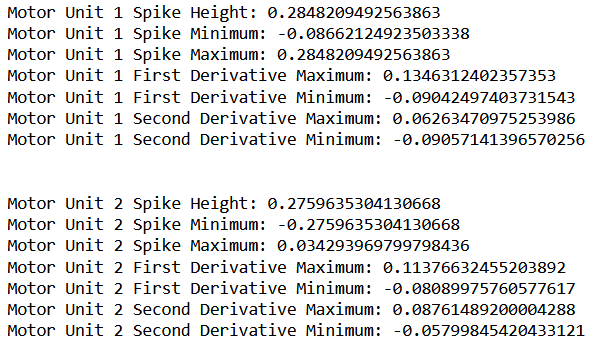 Motor Unit 1 Spike Height: 0.2848209492563863
Motor Unit 1 Spike Minimum: -0.08662124923503338
Motor Unit 1 Spike Maximum: 0.2848209492563863
Motor Unit 1 First Derivative Maximum: 0.1346312402357353
Motor Unit 1 First Derivative Minimum: -0.09042497403731543
Motor Unit 1 Second Derivative Maximum: 0.06263470975253986
Motor Unit 1 Second Derivative Minimum: -0.09057141396570256
Motor Unit 2 Spike Height: 0.2759635304130668
Motor Unit 2 Spike Minimum: -0.2759635304130668
Motor Unit 2 Spike Maximum: 0.034293969799798436
Motor Unit 2 First Derivative Maximum: 0.11376632455203892
Motor Unit 2 First Derivative Minimum: -0.08089975760577617
Motor Unit 2 Second Derivative Maximum: 0.08761489200004288
Motor Unit 2 Second Derivative Minimum: -0.05799845420433121